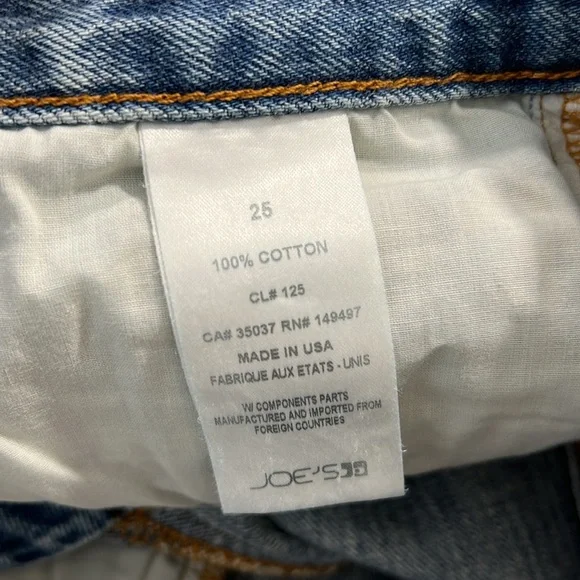 25
100% COTTON
CL# 125
CA# 35037 RN# 149497
MADE IN USA
FABRIQUE AUX ETATS - UNIS
W/ COMPONENTS PARTS
MANUFACTURED AND IMPORTED FROM
FOREIGN COUNTRIES
JOE'S